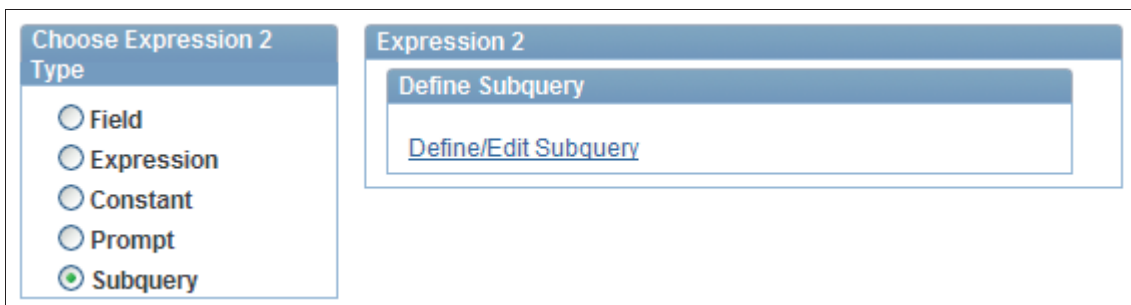 Choose Expression 2
Type
Field
Expression
Constant
Prompt
Subquery
Expression 2
Define Subquery
Define/Edit Subquery